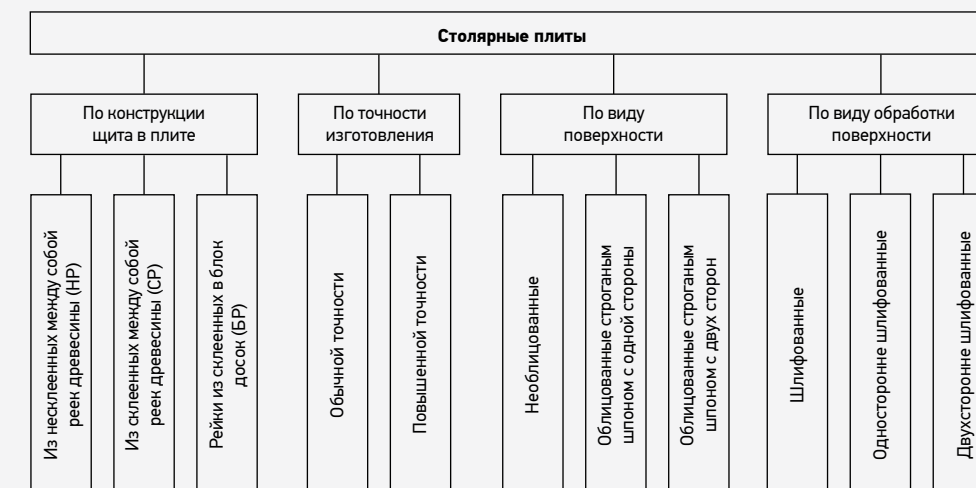 Столярные плиты
По конструкции
щита в плите
По точности
изготовления
По виду
поверхности
По виду обработки
поверхности
Из несклеенных между собой
реек древесины (НР)
Из склеенных между собой
реек древесины (СР)
Рейки из склеенных в блок
досок (БР)
Обычной точности
Повышенной точности
Необлицованные
Облицованные строганым
шпоном с одной стороны
Облицованные строганым
шпоном с двух сторон
Шлифованные
Односторонне шлифованные
Двухсторонне шлифованные